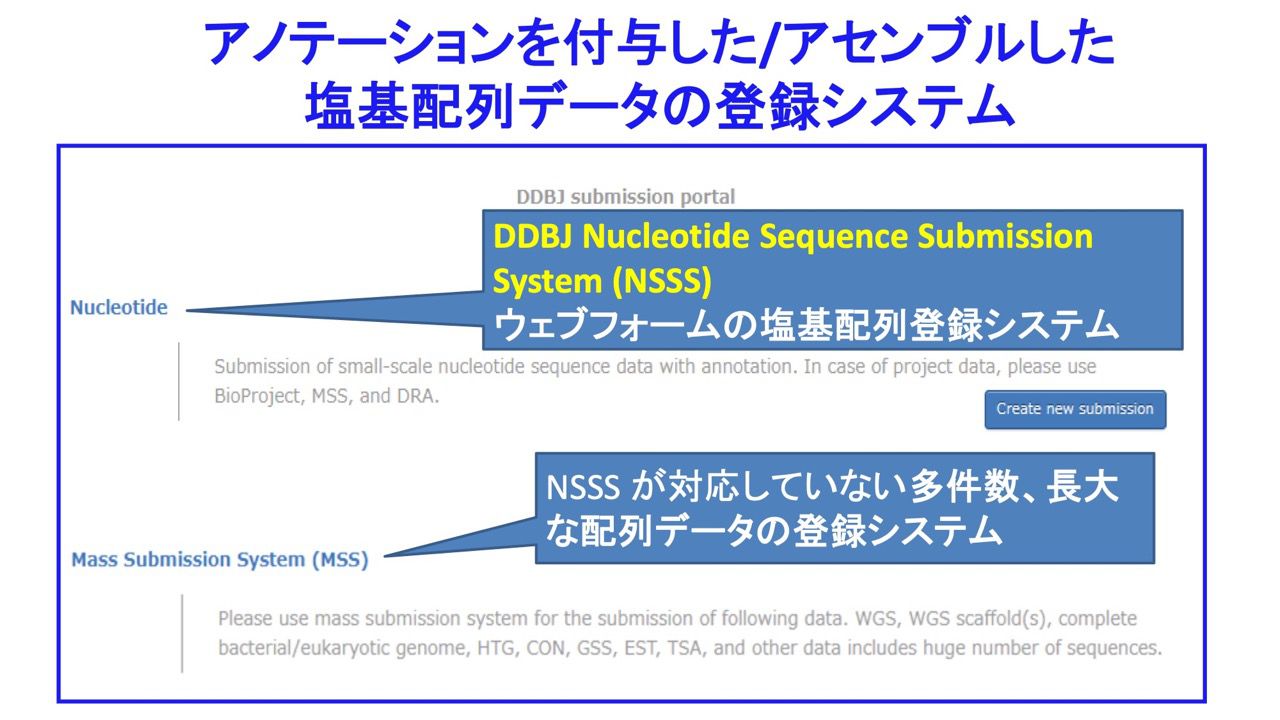 アノテーションを付与した/アセンブルした
塩基配列データの登録システム
DDBJ submission portal
DDBJ Nucleotide Sequence Submission
System (NSSS)
ウェブフォームの塩基配列登録システム
Nucleotide
Submission of small-scale nucleotide sequence data with annotation. In case of project data, please use
BioProject, MSS, and DRA.
Create new submission
NSSS が対応していない多件数、長大
な配列データの登録システム
Mass Submission System (MSS)
Please use mass submission system for the submission of following data. WGS, WGS scaffold(s), complete
bacterial/eukaryotic genome, HTG, CON, GSS, EST, TSA, and other data includes huge number of sequences.